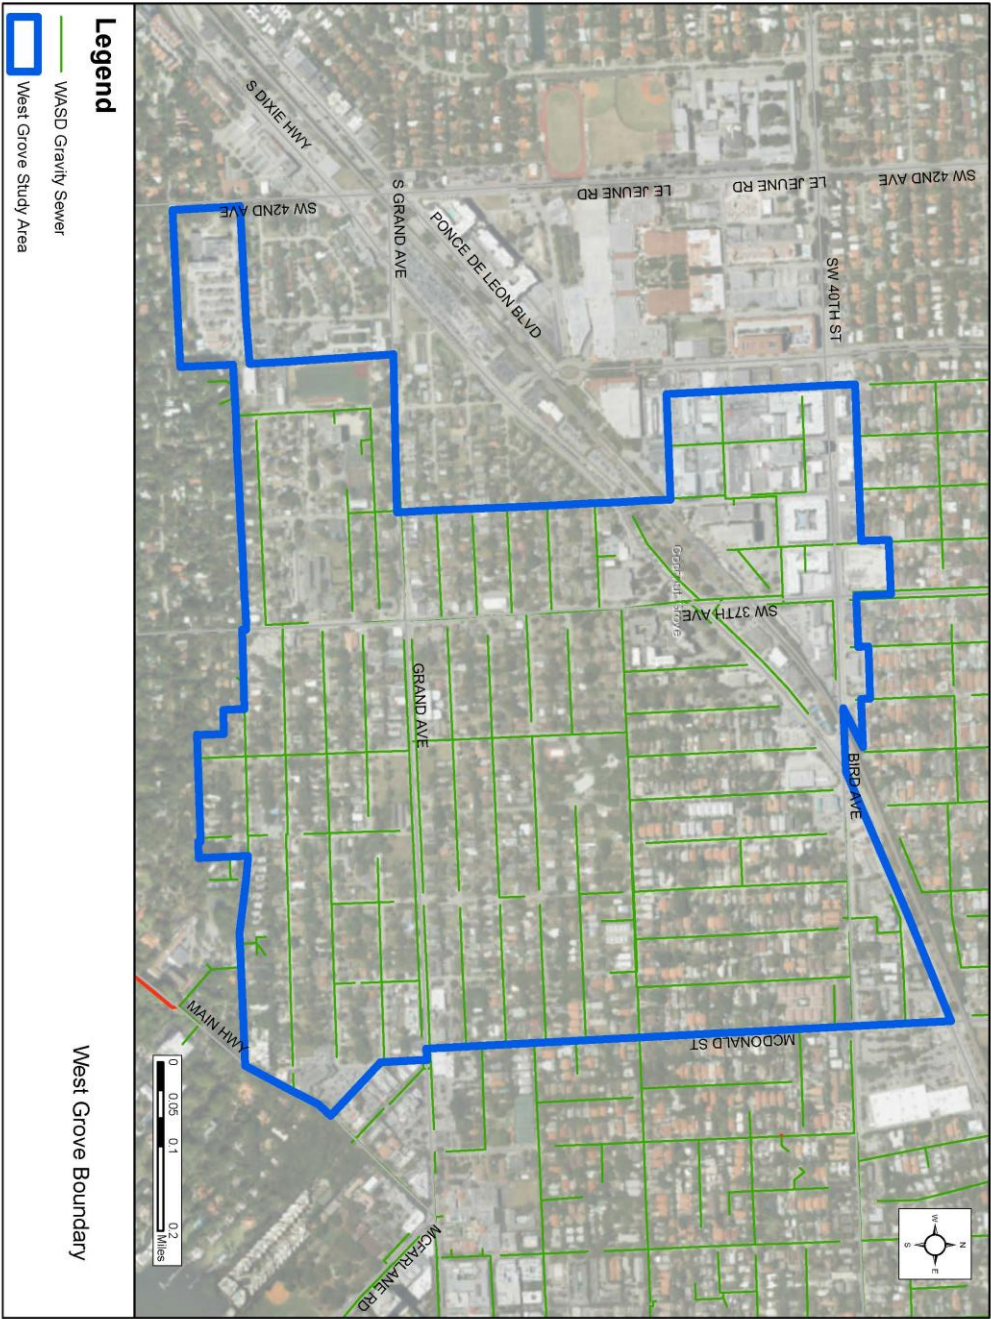 Legend
WASD Gravity Sewer
West Grove Study Area
West Grove Boundary
S DIXIE HWY
SW 42ND AVE
S GRAND AVE
PONCE DE LEON BLVD
LE JEUNE RD
LE JEUNE RD
SW 42ND AVE
SW 40TH ST
SW 37TH AVE
GRAND AVE
BIRD AVE
MCDONALD ST
MAIN HWY
MCFARLANE RD
0 0.05 0.1 0.2
Miles
N
W E
S